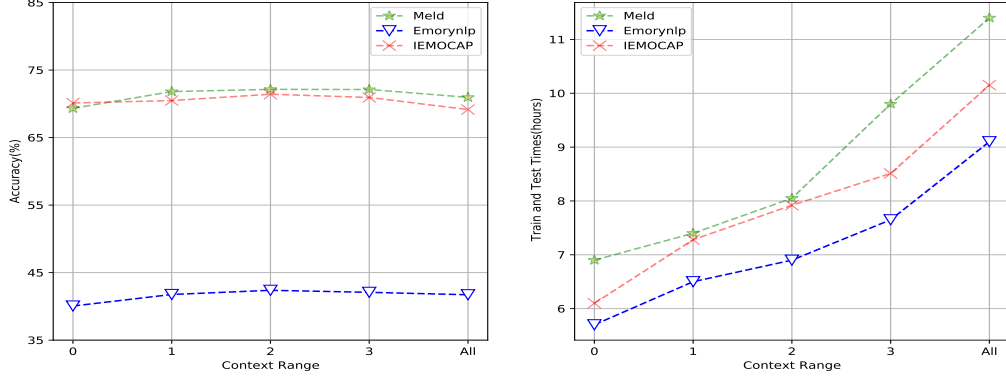 85
75
65
55
45
35
Accuracy(%)
0 1 2 3 All
Context Range
Meld
Emorynlp
IEMOCAP
11
10
9
8
7
6
Train and Test Times(hours)
0 1 2 3 All
Context Range
Meld
Emorynlp
IEMOCAP